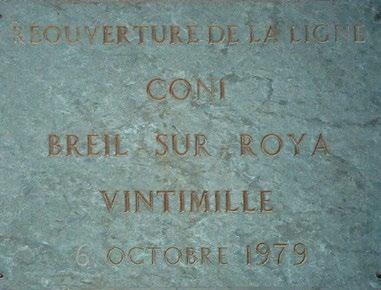 REOUVERTURE DE LA LIGNE
CONI
BREIL - SUR - ROYA
VINTIMILLE
6 OCTOBRE 1979